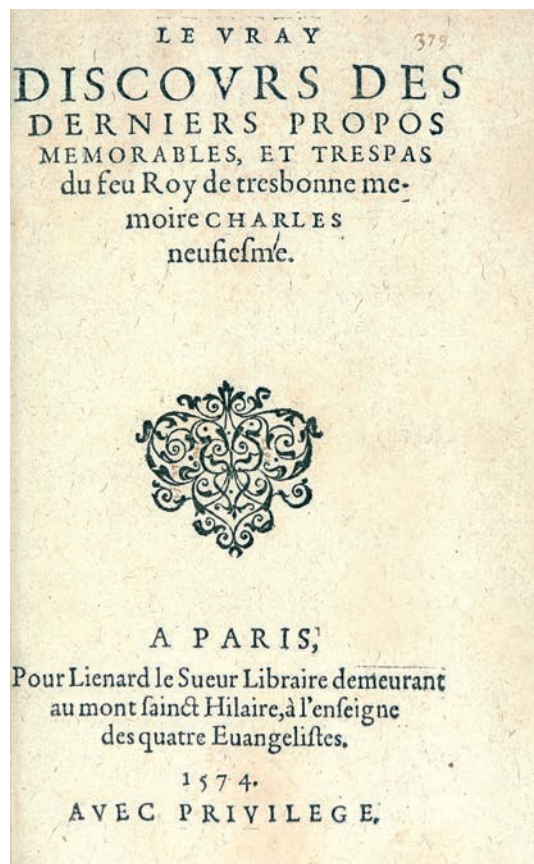 LE VRAY
379
DISCOVRS DES
DERNIERS PROPOS
MEMORABLES, ET TRESPAS
du feu Roy de tresbonne me-
moire CHARLES
neufieſme.
A PARIS,
Pour Lienard le Sueur Libraire demeurant
au mont ſainct Hilaire, à l'enſeigne
des quatre Euangeliſtes.
1574.
AVEC PRIVILEGE.